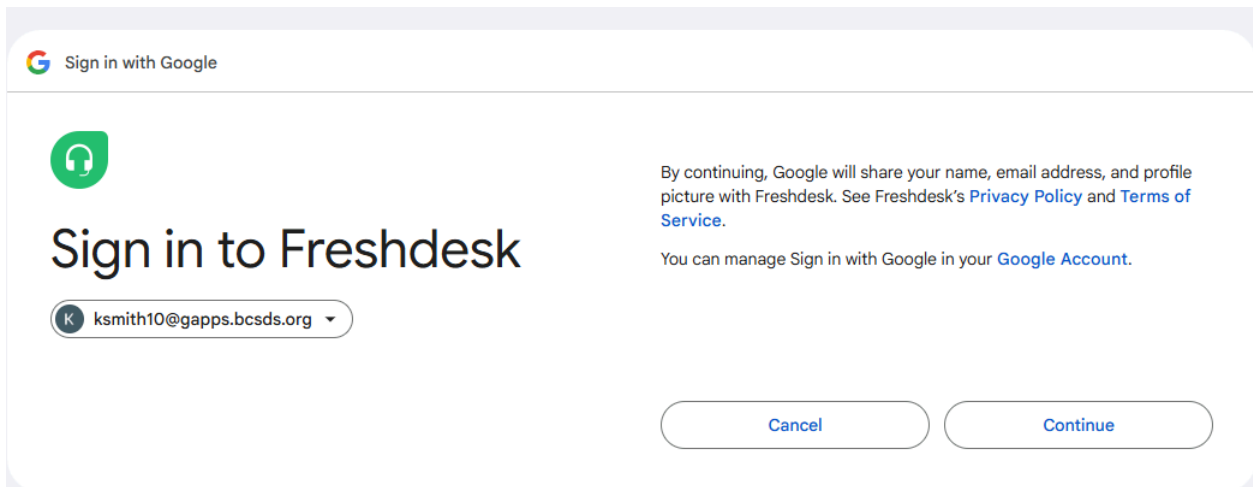 Sign in with Google
Sign in to Freshdesk
K ksmith10@gapps.bcsds.org
By continuing, Google will share your name, email address, and profile
picture with Freshdesk. See Freshdesk’s Privacy Policy and Terms of
Service.
You can manage Sign in with Google in your Google Account.
Cancel
Continue